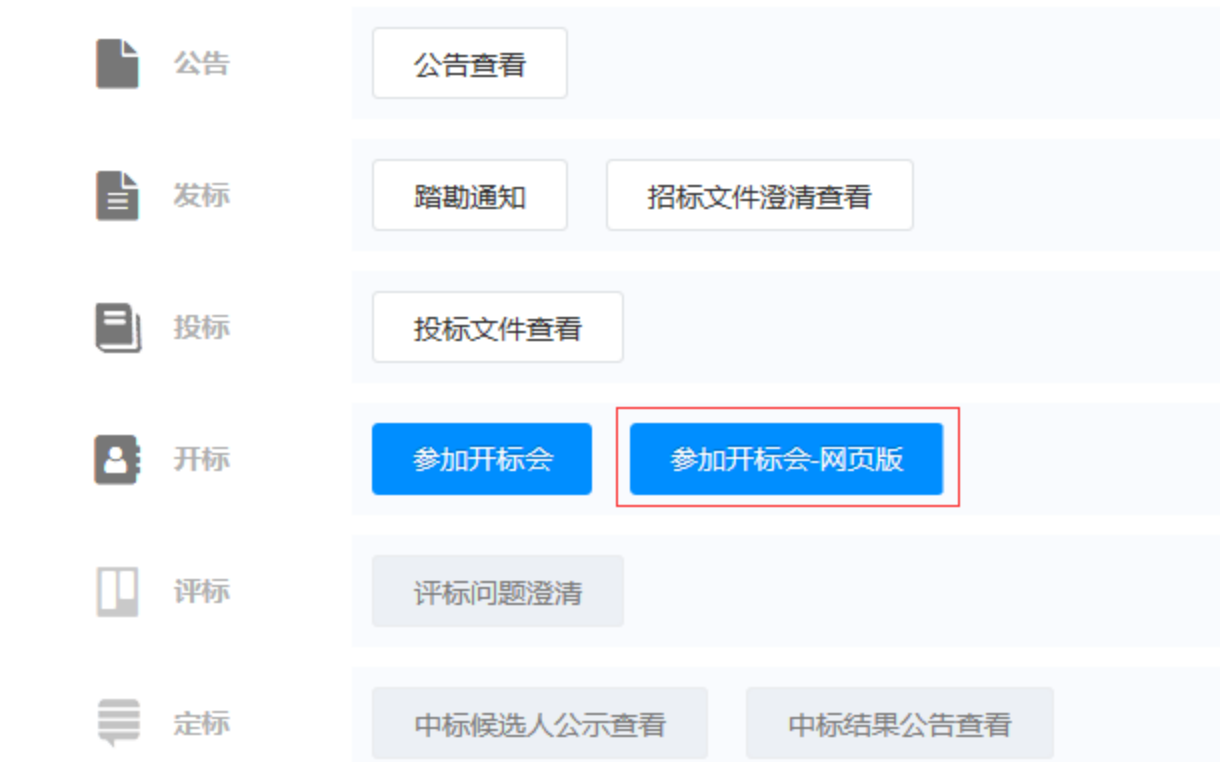 公告 公告查看
发标 踏勘通知 招标文件澄清查看
投标 投标文件查看
开标 参加开标会 参加开标会-网页版
评标 评标问题澄清
定标 中标候选人公示查看 中标结果公告查看